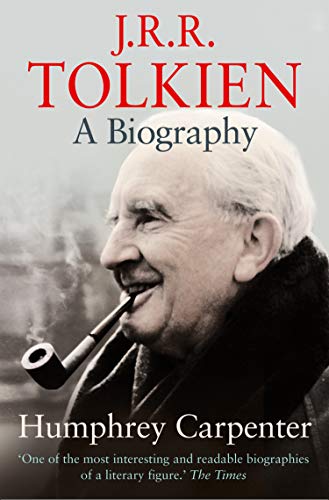 J.R.R.
TOLKIEN
A Biography
Humphrey Carpenter
‘One of the most interesting and readable biographies
of a literary figure.’ The Times